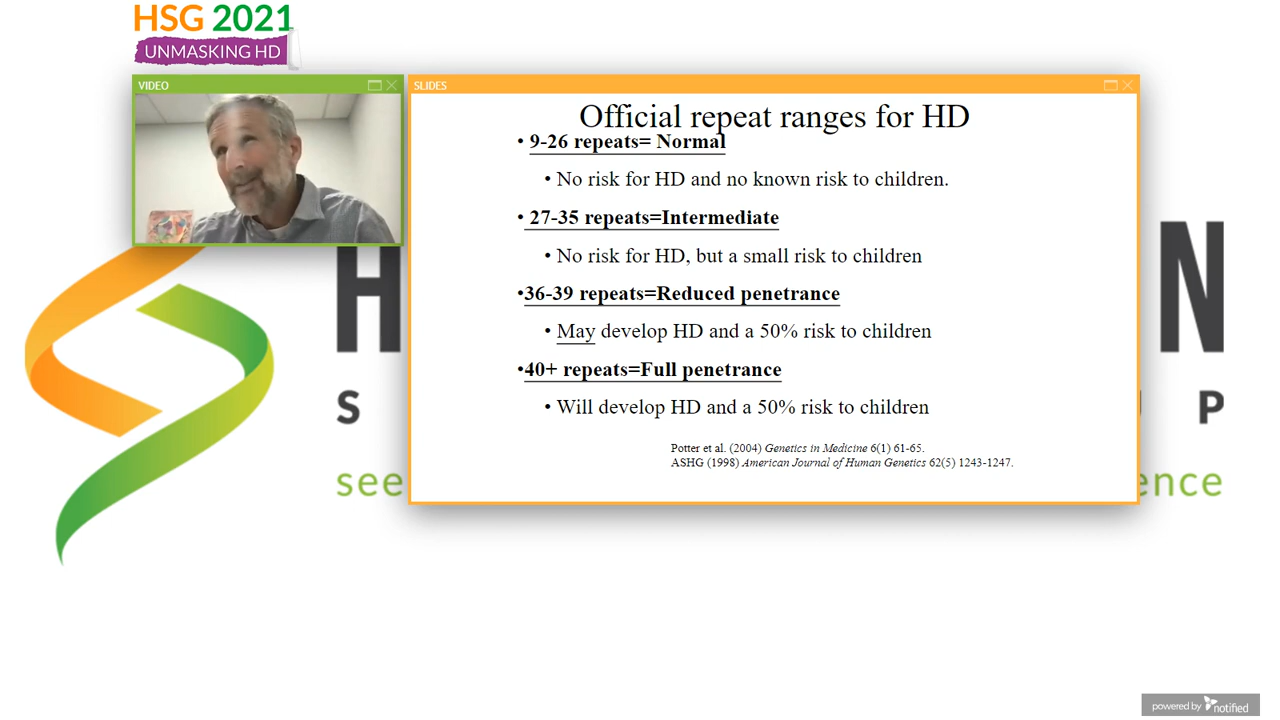 HSG 2021
UNMASKING HD
VIDEO
SLIDES
Official repeat ranges for HD
• 9-26 repeats= Normal
• No risk for HD and no known risk to children.
• 27-35 repeats=Intermediate
• No risk for HD, but a small risk to children
•36-39 repeats=Reduced penetrance
• May develop HD and a 50% risk to children
•40+ repeats=Full penetrance
• Will develop HD and a 50% risk to children
Potter et al. (2004) Genetics in Medicine 6(1) 61-65.
ASHG (1998) American Journal of Human Genetics 62(5) 1243-1247.
H N
S P
see ence
powered by notified